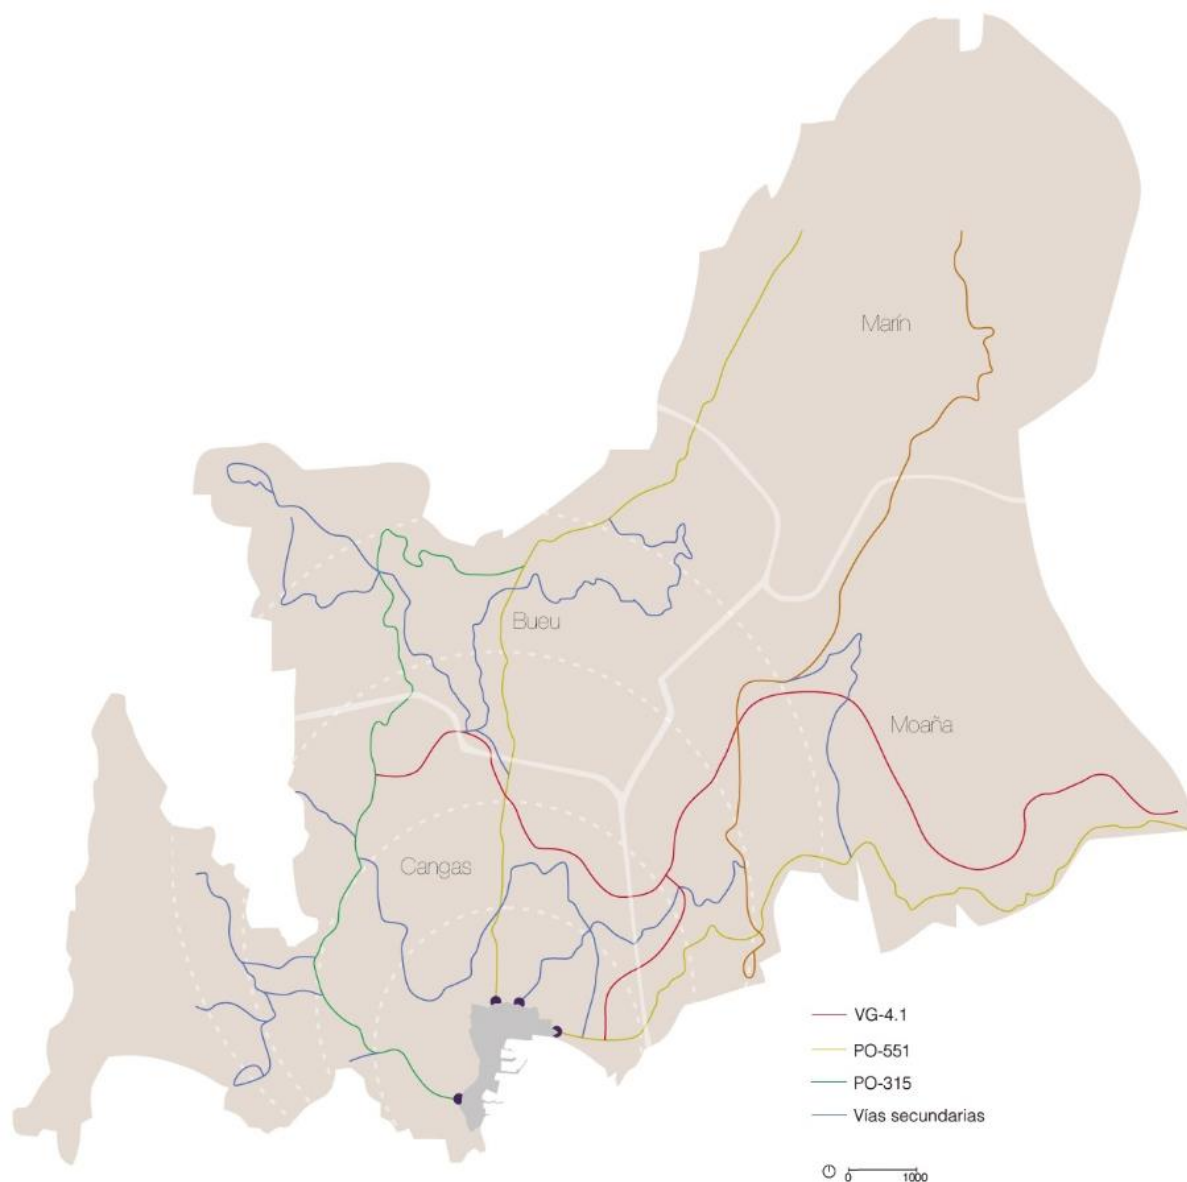 Marín
Bueu
Moaña
Cangas
VG-4.1
PO-551
PO-315
Vías secundarias
0 1000